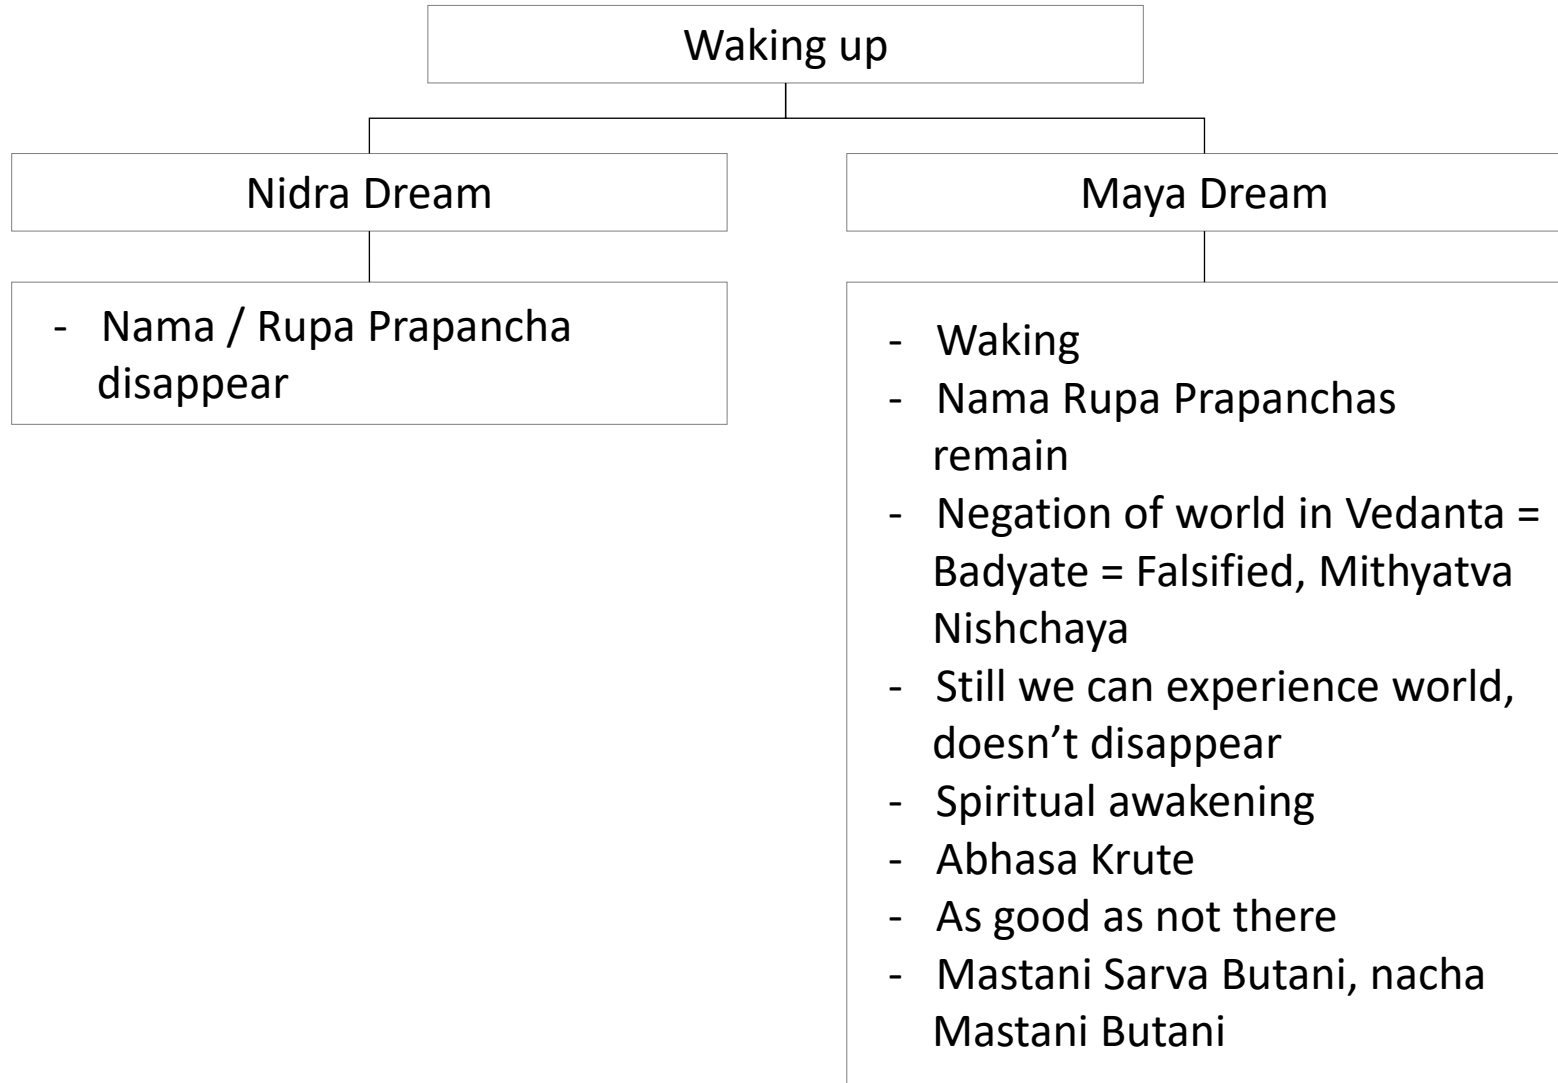 Waking up
Nidra Dream
Maya Dream
- Nama / Rupa Prapancha
disappear
- Waking
- Nama Rupa Prapanchas
remain
- Negation of world in Vedanta =
Badyate = Falsified, Mithyatva
Nishchaya
- Still we can experience world,
doesn’t disappear
- Spiritual awakening
- Abhasa Krute
- As good as not there
- Mastani Sarva Butani, nacha
Mastani Butani